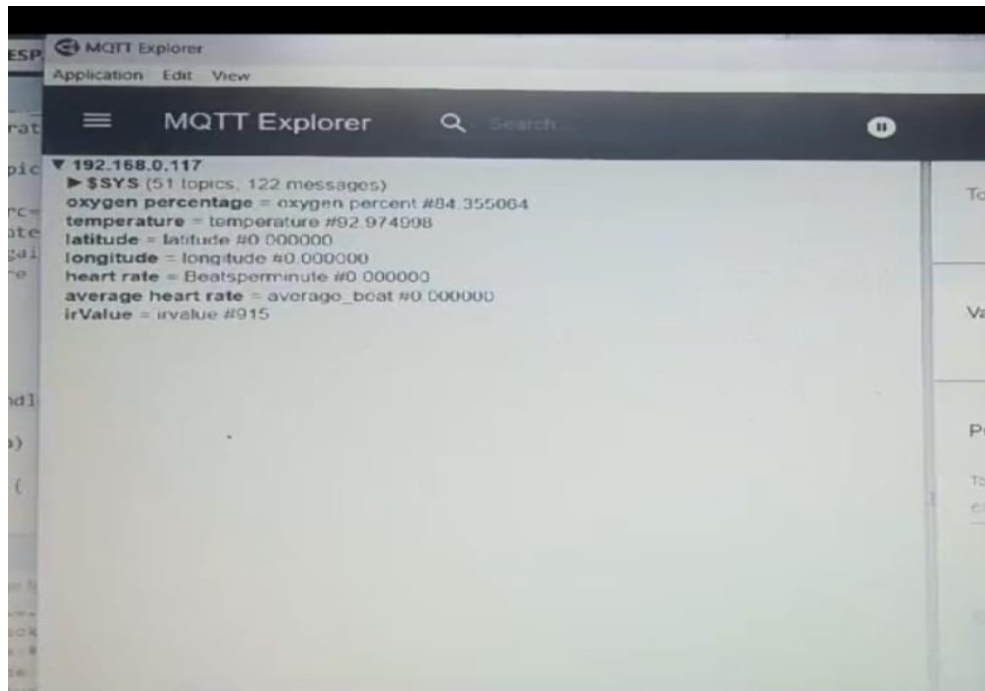 ESP
MQTT Explorer
Application Edit View
MQTT Explorer
Search...
rat
pic
192.168.0.117
$SYS (51 topics, 122 messages)
oxygen percentage = oxygen percent #84.355064
temperature = temperature #92.974998
latitude = latitude #0.000000
longitude = longitude #0.000000
heart rate = Beatsperminute #0.000000
average heart rate = average_beat #0.000000
irValue = irvalue #915
To
Va